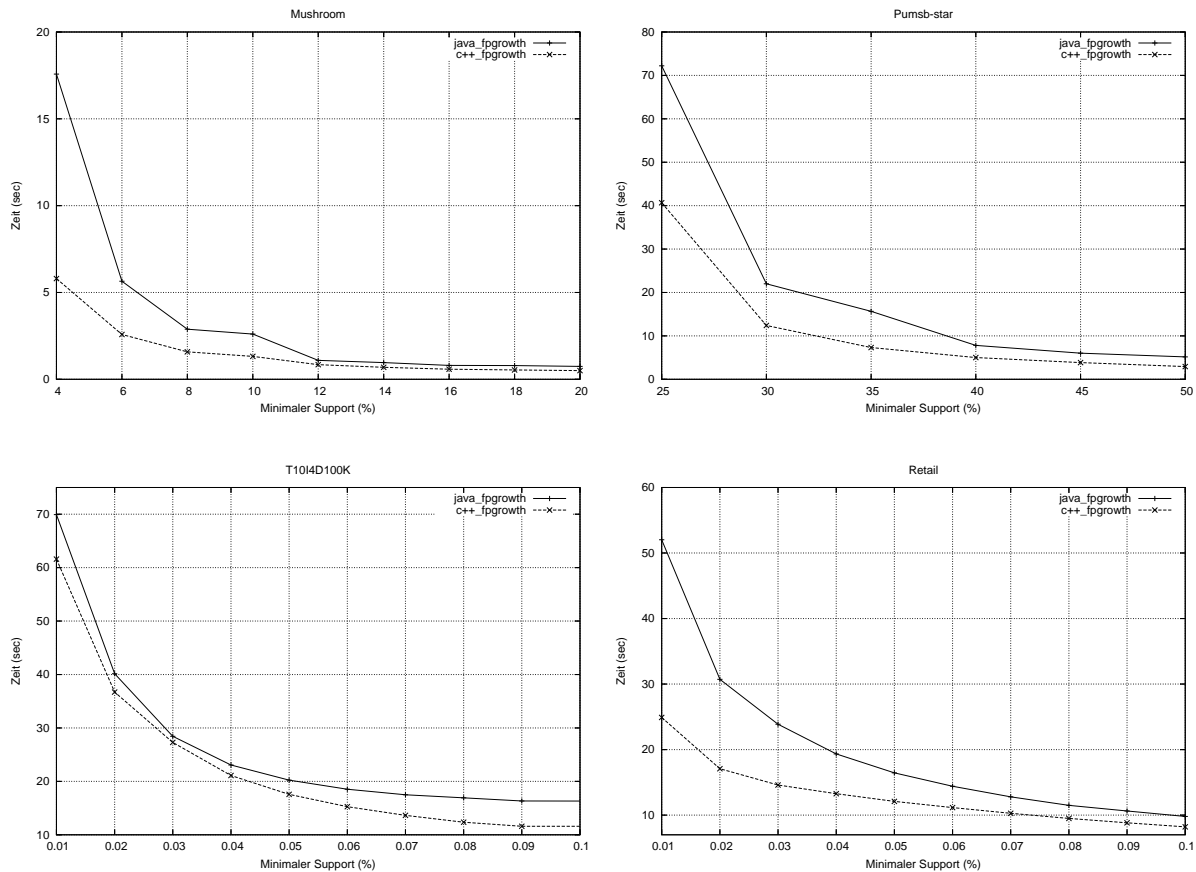 Mushroom
20
15
10
5
0
4 6 8 10 12 14 16 18 20
Zeit (sec)
Minimaler Support (%)
java_fpgrowth
c++_fpgrowth
Pumsb-star
80
70
60
50
40
30
20
10
0
25 30 35 40 45 50
Zeit (sec)
Minimaler Support (%)
java_fpgrowth
c++_fpgrowth
T10I4D100K
70
60
50
40
30
20
10
0.01 0.02 0.03 0.04 0.05 0.06 0.07 0.08 0.09 0.1
Zeit (sec)
Minimaler Support (%)
java_fpgrowth
c++_fpgrowth
Retail
60
50
40
30
20
10
0.01 0.02 0.03 0.04 0.05 0.06 0.07 0.08 0.09 0.1
Zeit (sec)
Minimaler Support (%)
java_fpgrowth
c++_fpgrowth